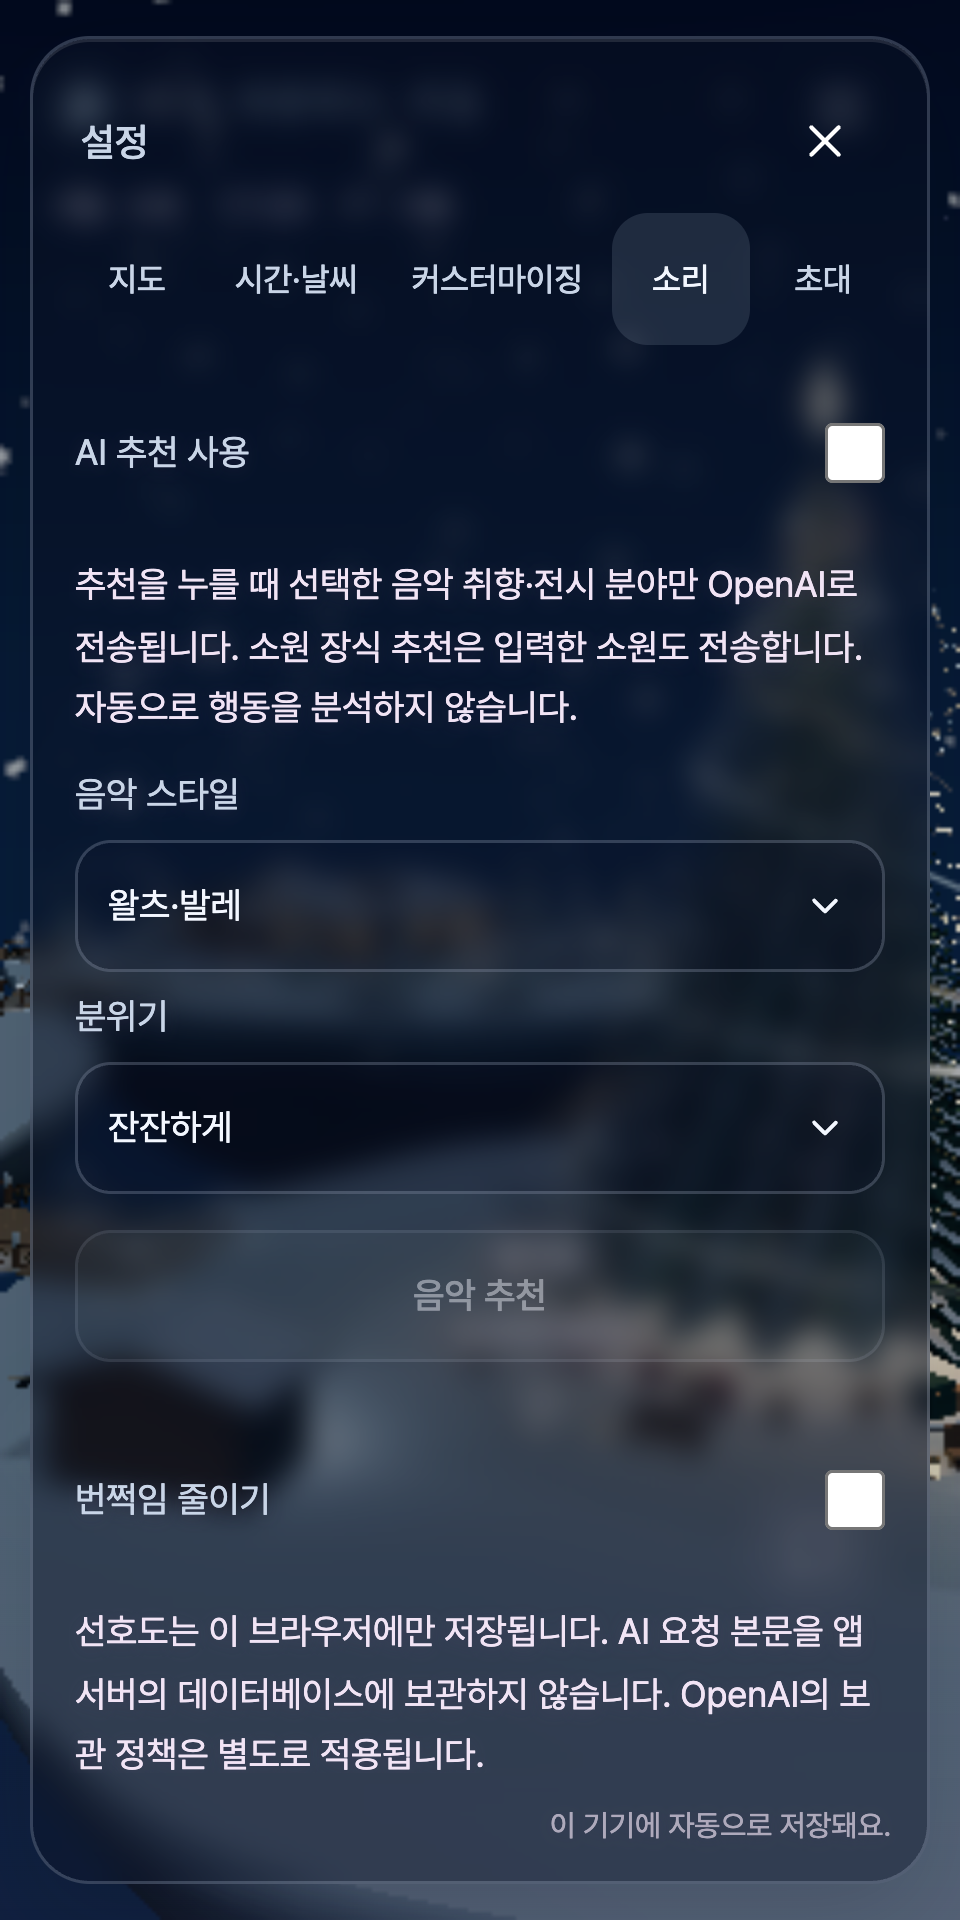 설정
지도 시간·날씨 커스터마이징 소리 초대
AI 추천 사용
추천을 누를 때 선택한 음악 취향·전시 분야만 OpenAI로
전송됩니다. 소원 장식 추천은 입력한 소원도 전송합니다.
자동으로 행동을 분석하지 않습니다.
음악 스타일
왈츠·발레
분위기
잔잔하게
음악 추천
번쩍임 줄이기
선호도는 이 브라우저에만 저장됩니다. AI 요청 본문을 앱
서버의 데이터베이스에 보관하지 않습니다. OpenAI의 보
관 정책은 별도로 적용됩니다.
이 기기에 자동으로 저장돼요.